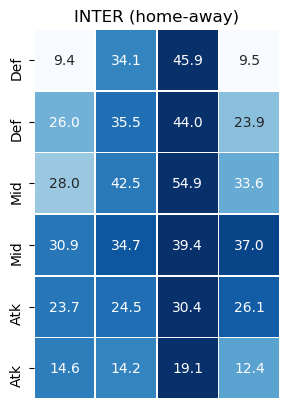 INTER (home-away)
Def 9.4 34.1 45.9 9.5
Def 26.0 35.5 44.0 23.9
Mid 28.0 42.5 54.9 33.6
Mid 30.9 34.7 39.4 37.0
Atk 23.7 24.5 30.4 26.1
Atk 14.6 14.2 19.1 12.4